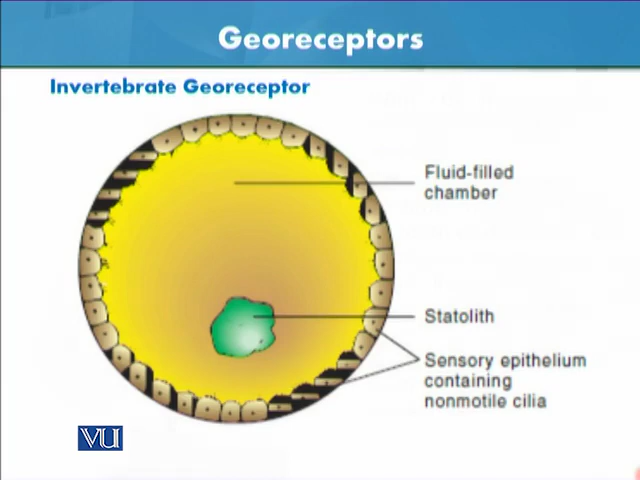 Georeceptors
Invertebrate Georeceptor
Fluid-filled
chamber
Statolith
Sensory epithelium
containing
nonmotile cilia
VU